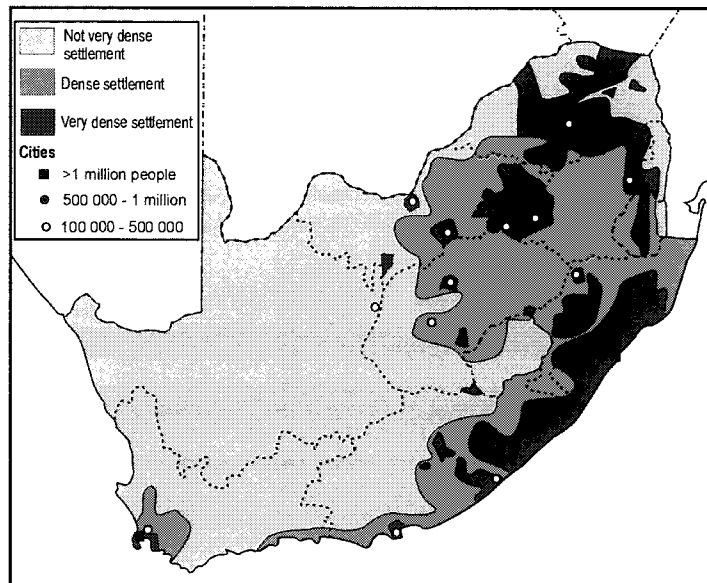 Not very dense
settlement
Dense settlement
Very dense settlement
Cities
>1 million people
500 000 - 1 million
100 000 - 500 000